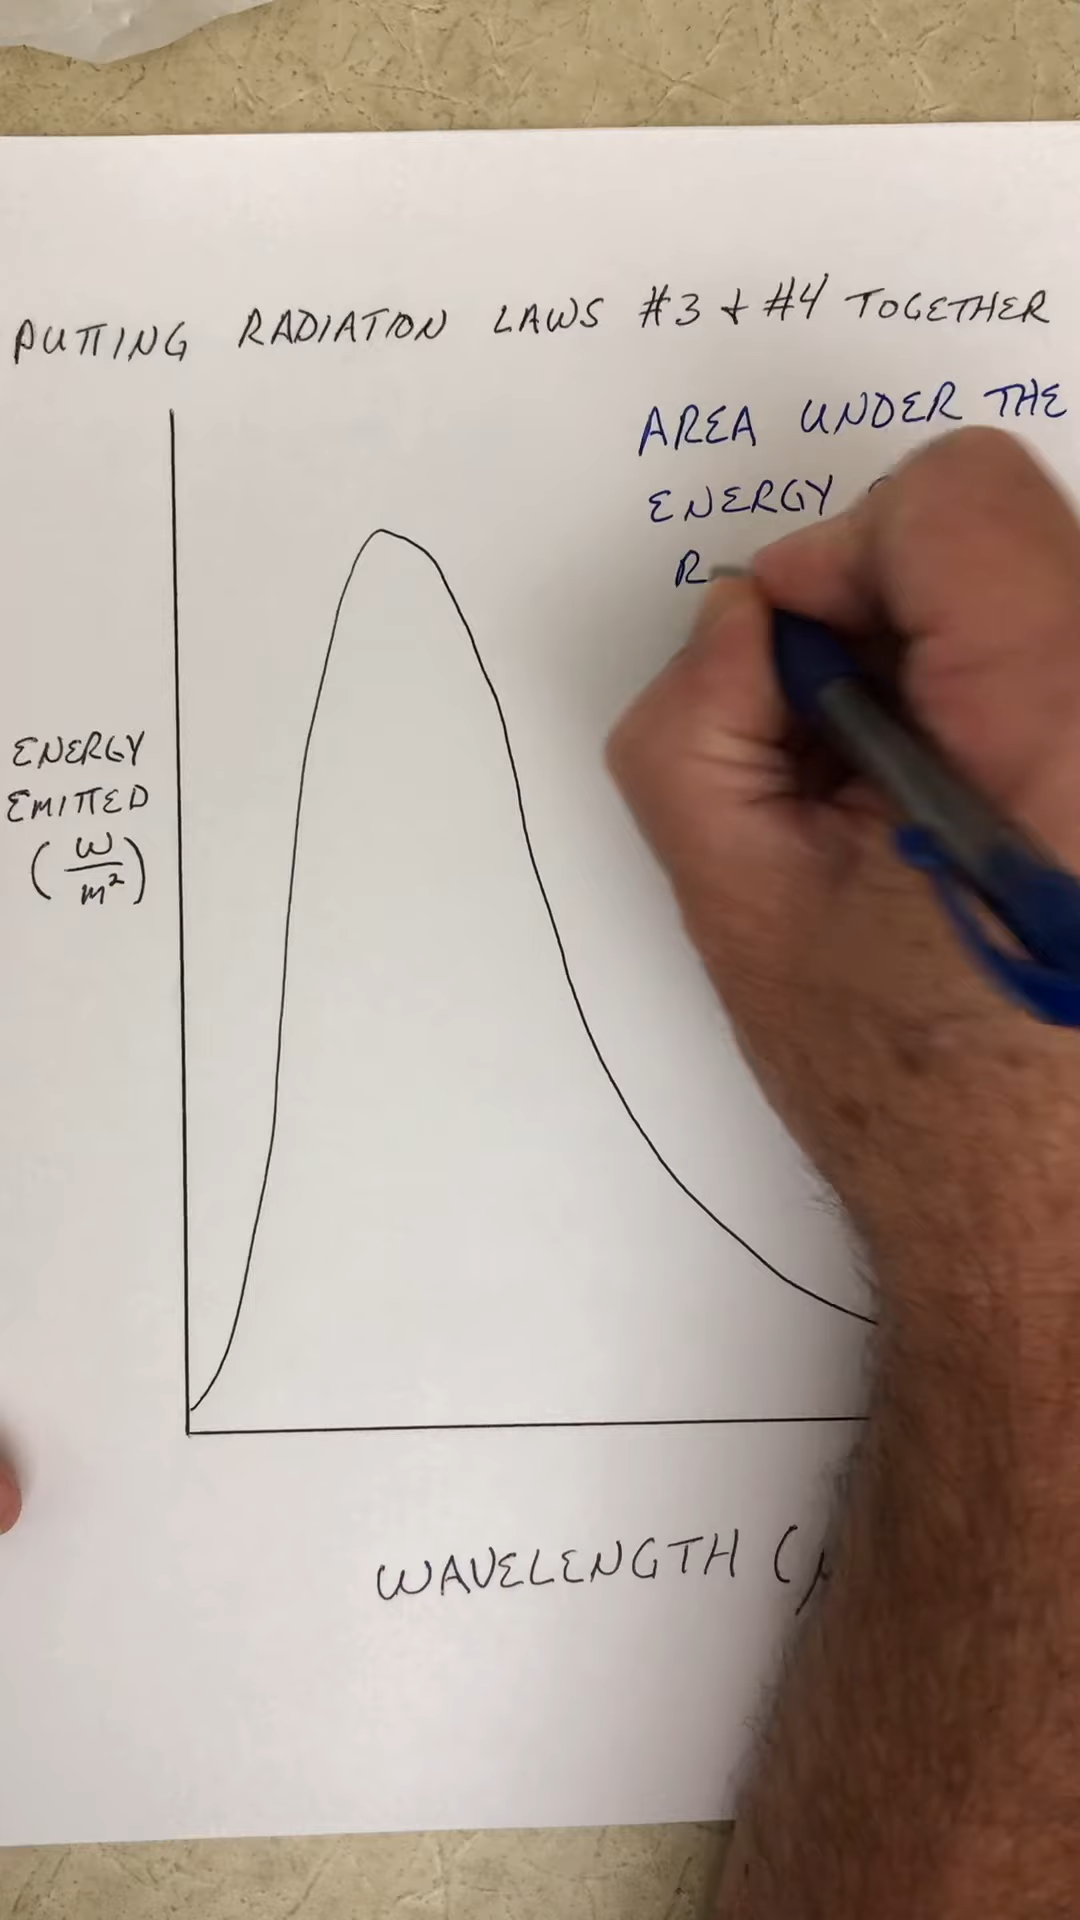 PUTTING RADIATION LAWS #3 + #4 TOGETHER
AREA UNDER THE
ENERGY
R
ENERGY
EMITTED
(W/m²)
WAVELENGTH (μ